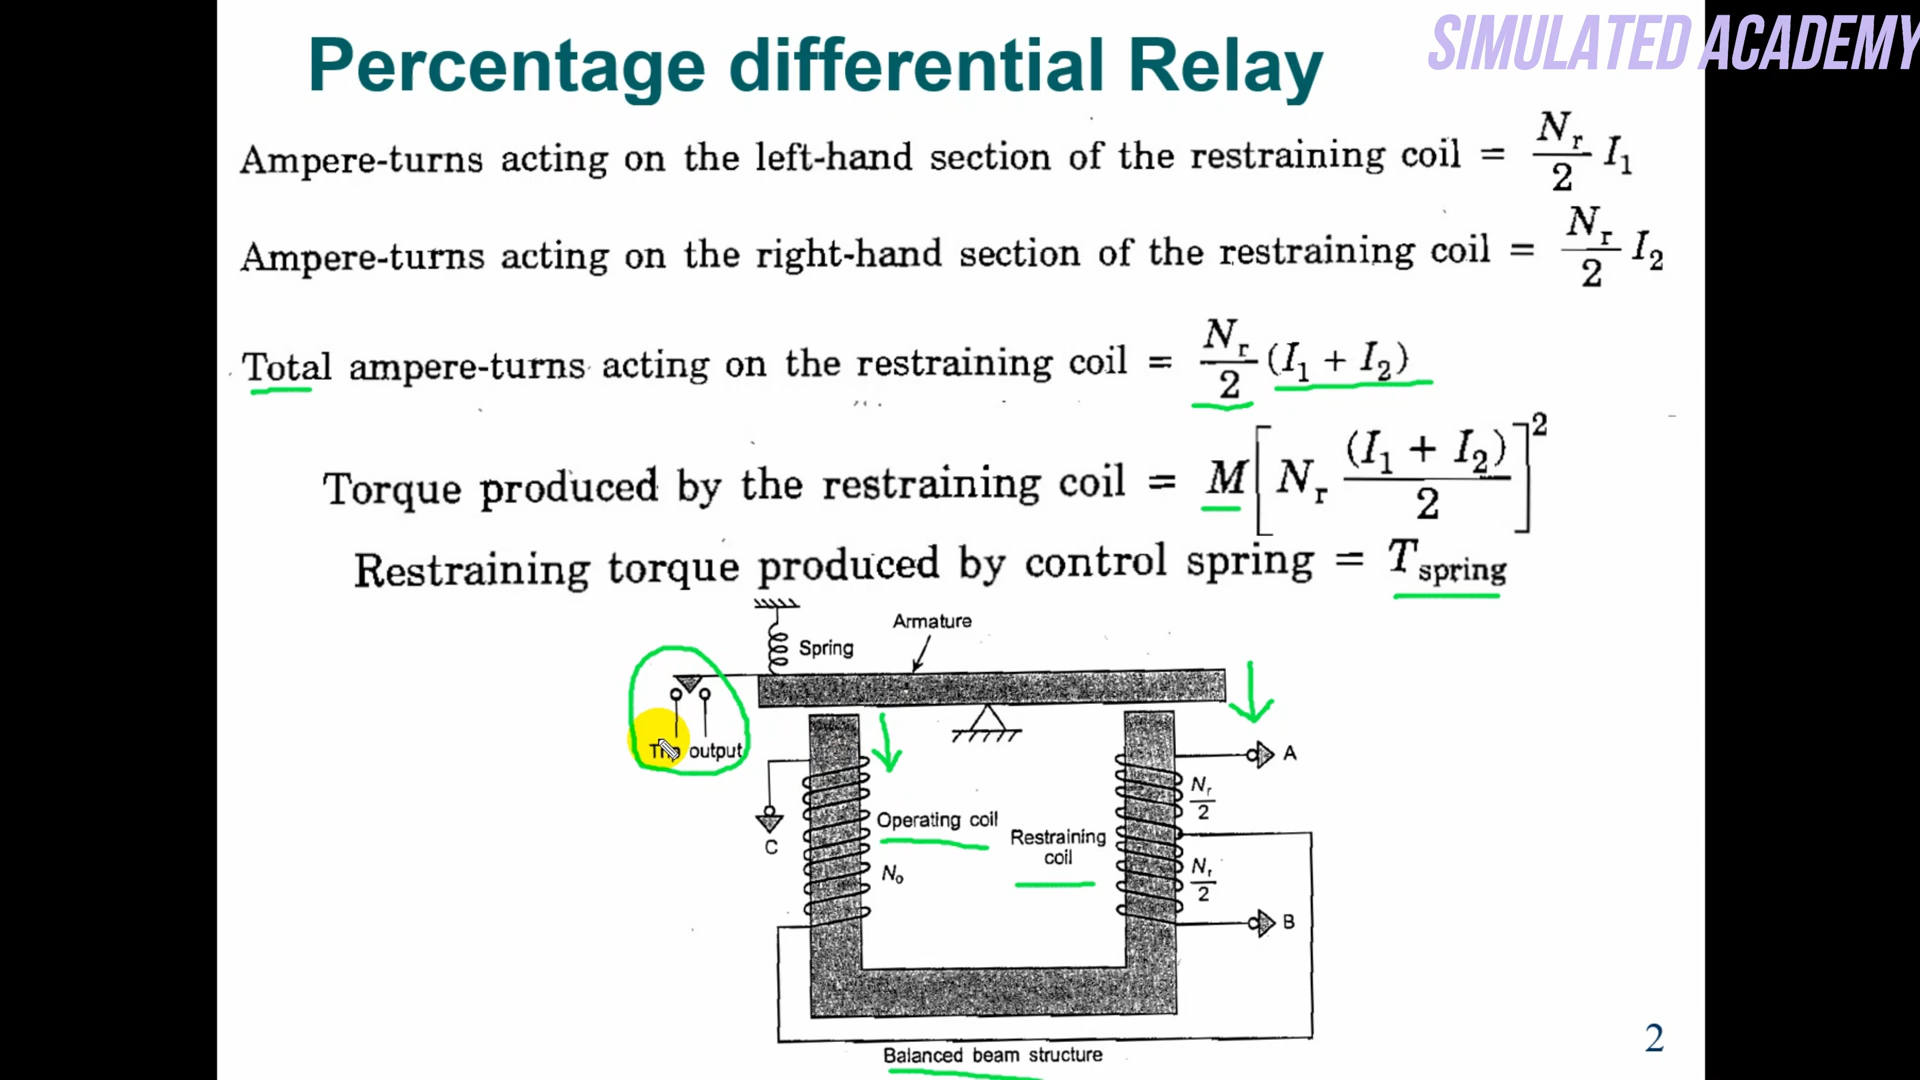 SIMULATED ACADEMY
Percentage differential Relay
Ampere-turns acting on the left-hand section of the restraining coil = N_r/2 I_1
Ampere-turns acting on the right-hand section of the restraining coil = N_r/2 I_2
Total ampere-turns acting on the restraining coil = N_r/2 (I_1 + I_2)
Torque produced by the restraining coil = M[N_r (I_1 + I_2)/2]^2
Restraining torque produced by control spring = T_spring
Armature
Spring
output
A
N_r/2
Operating coil
Restraining
coil
C
N_o
N_r/2
B
Balanced beam structure
2